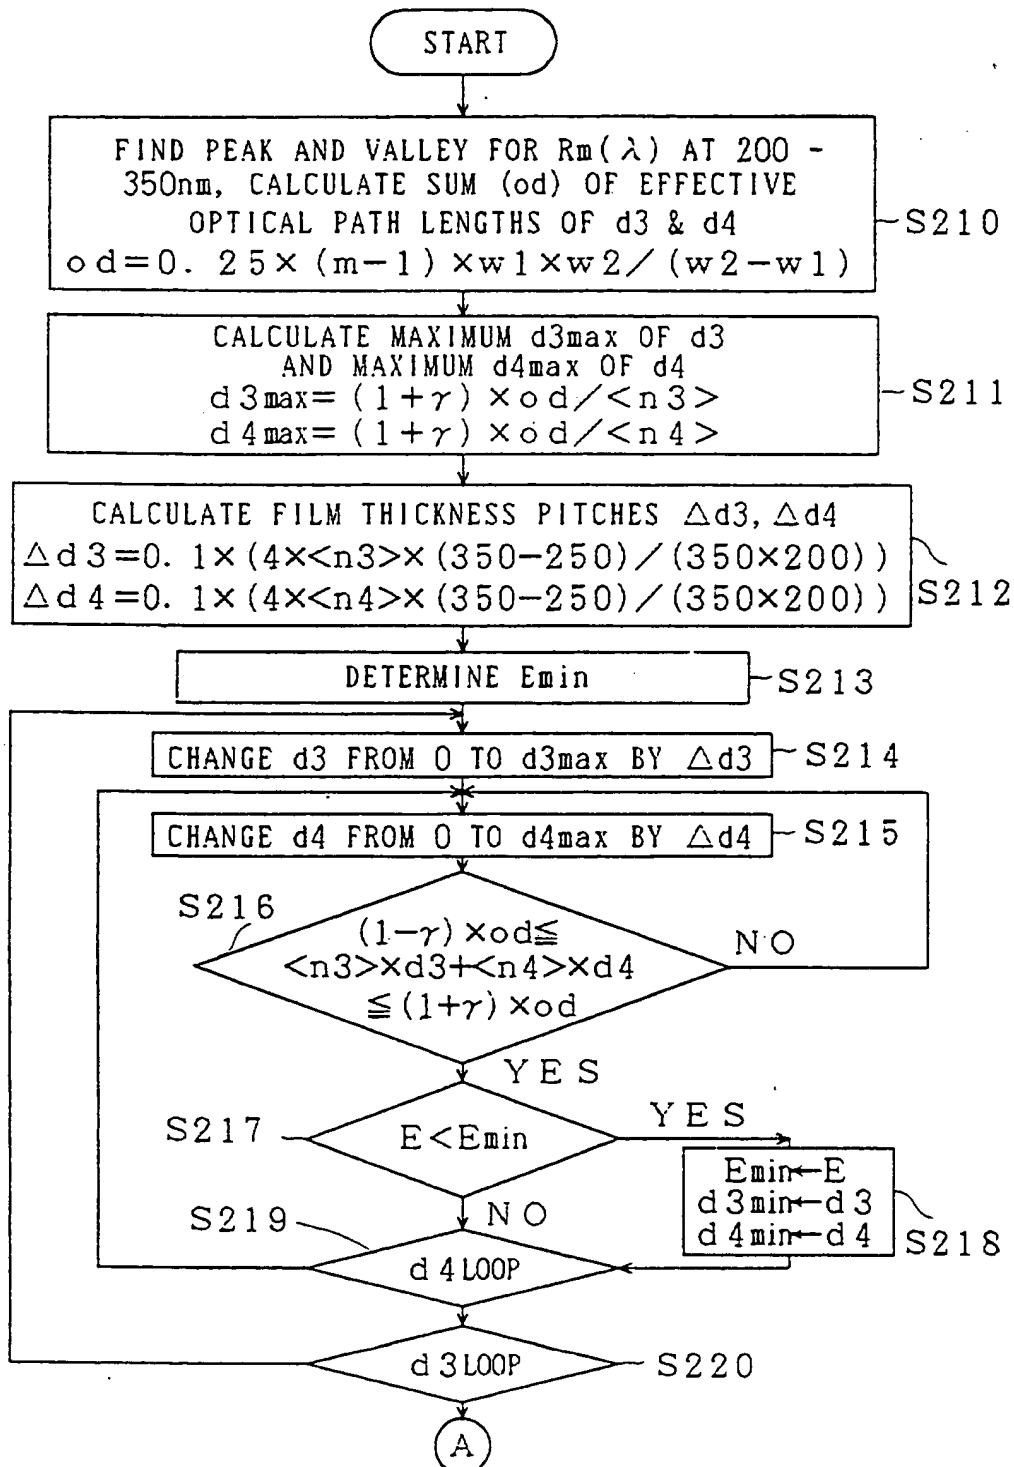 START
FIND PEAK AND VALLEY FOR Rm(λ) AT 200 -
350nm, CALCULATE SUM (od) OF EFFECTIVE
OPTICAL PATH LENGTHS OF d3 & d4
od=0. 25×(m-1)×w1×w2/(w2-w1)
S210
CALCULATE MAXIMUM d3max OF d3
AND MAXIMUM d4max OF d4
d3max=(1+γ)×od/<n3>
d4max=(1+γ)×od/<n4>
S211
CALCULATE FILM THICKNESS PITCHES △d3, △d4
△d3=0. 1×(4×<n3>×(350-250)/(350×200))
△d4=0. 1×(4×<n4>×(350-250)/(350×200))
S212
DETERMINE Emin
S213
CHANGE d3 FROM 0 TO d3max BY △d3
S214
CHANGE d4 FROM 0 TO d4max BY △d4
S215
S216
(1-γ)×od≦
<n3>×d3+<n4>×d4
≦(1+γ)×od
NO
YES
S217
E<Emin
YES
Emin←E
d3min←d3
d4min←d4
S218
NO
S219
d4LOOP
d3LOOP
S220
A